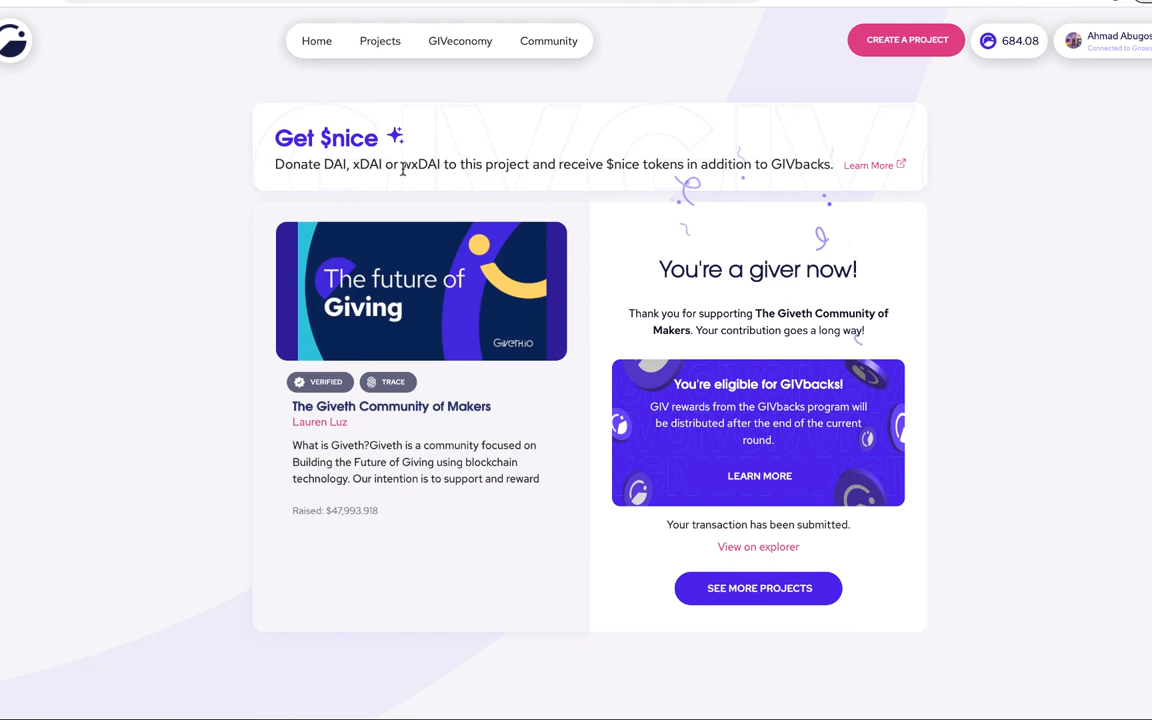 Home Projects GIVeconomy Community CREATE A PROJECT 684.08 Ahmad Abugos
Connected to Gnosis
Get $nice
Donate DAI, xDAI or wxDAI to this project and receive $nice tokens in addition to GIVbacks. Learn More
The future of
Giving
Giveth.io
VERIFIED TRACE
The Giveth Community of Makers
Lauren Luz
What is Giveth?Giveth is a community focused on
Building the Future of Giving using blockchain
technology. Our intention is to support and reward
Raised: $47,993.918
You're a giver now!
Thank you for supporting The Giveth Community of
Makers. Your contribution goes a long way!
You're eligible for GIVbacks!
GIV rewards from the GIVbacks program will
be distributed after the end of the current
round.
LEARN MORE
Your transaction has been submitted.
View on explorer
SEE MORE PROJECTS